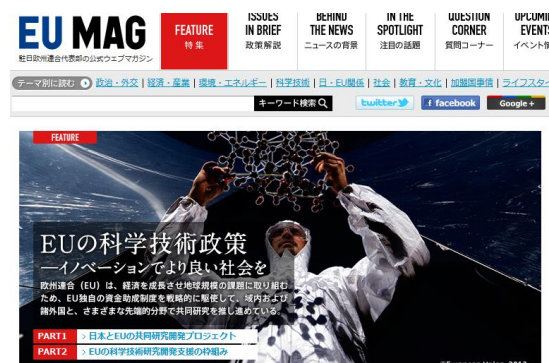 EU MAG
駐日欧州連合代表部の公式ウェブマガジン
FEATURE
特 集
ISSUES
IN BRIEF
政策解説
BEHIND
THE NEWS
ニュースの背景
IN THE
SPOTLIGHT
注目の話題
QUESTION
CORNER
質問コーナー
UPCOMING
EVENTS
イベント情
テーマ別に読む 政治・外交 | 経済・産業 | 環境・エネルギー | 科学技術 | 日・EU関係 | 社会 | 教育・文化 | 加盟国事情 | ライフスタ
キーワード検索 twitter facebook Google +
FEATURE
EUの科学技術政策
―イノベーションでより良い社会を
欧州連合（EU）は、経済を成長させ地球規模の課題に取り組む
ため、EU独自の資金助成制度を戦略的に駆使して、域内および
諸外国と、さまざまな先端的分野で共同研究を推し進めている。
PART1 > 日本とEUの共同研究開発プロジェクト
PART2 > EUの科学技術研究開発支援の枠組み
©European Union, 2012